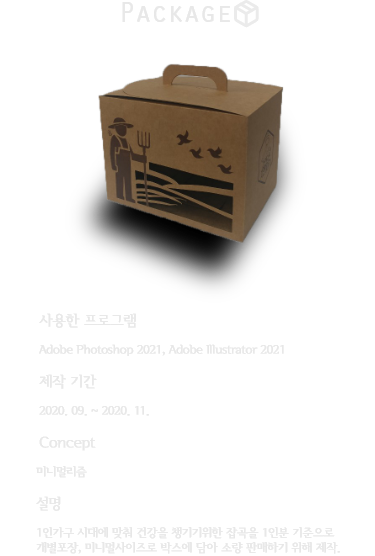 PACKAGE
사용한 프로그램
Adobe Photoshop 2021, Adobe Illustrator 2021
제작 기간
2020. 09. ~ 2020. 11.
Concept
미니멀리즘
설명
1인가구 시대에 맞춰 건강을 챙기기위한 잡곡을 1인분 기준으로
개별포장, 미니멀사이즈로 박스에 담아 소량 판매하기 위해 제작.